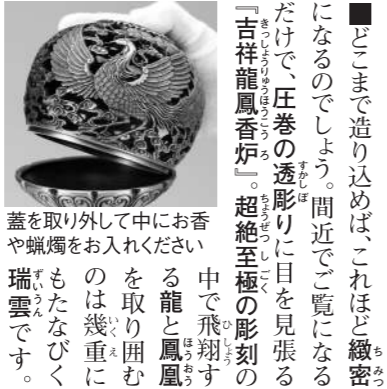 ■どこまで造り込めば、これほど緻密
になるのでしょう。間近でご覧になる
だけで、圧巻の透彫りに目を見張る
『吉祥龍鳳香炉』。超絶至極の彫刻の
中で飛翔す
る龍と鳳凰
を取り囲む
のは幾重に
もたなびく
瑞雲です。
蓋を取り外して中にお香
や蝋燭をお入れください